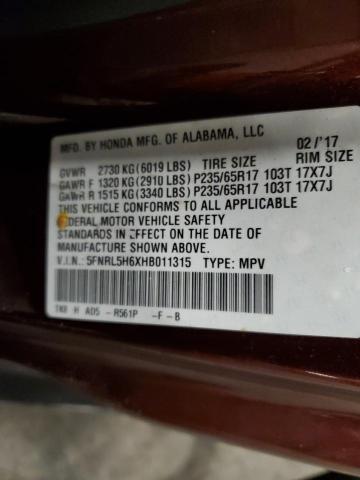 MFD. BY HONDA MFG. OF ALABAMA, LLC 02/'17
GVWR 2730 KG(6019 LBS) TIRE SIZE RIM SIZE
GAWR F 1320 KG(2910 LBS) P235/65R17 103T 17X7J
GAWR R 1515 KG(3340 LBS) P235/65R17 103T 17X7J
THIS VEHICLE CONFORMS TO ALL APPLICABLE
FEDERAL MOTOR VEHICLE SAFETY
STANDARDS IN EFFECT ON THE DATE OF
MANUFACTURE SHOWN ABOVE.
V.I.N.: 5FNRL5H6XHB011315 TYPE: MPV
TK8 H AD5 - R561P -F-B